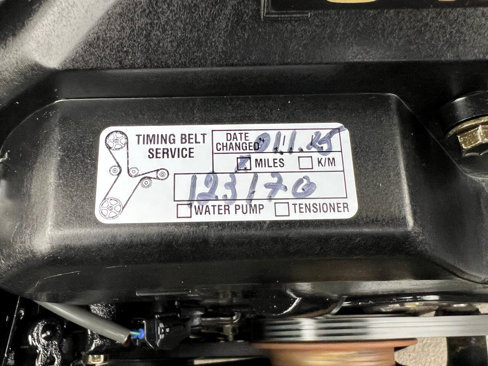 TIMING BELT
SERVICE
DATE
CHANGED
MILES K/M
123170
WATER PUMP TENSIONER